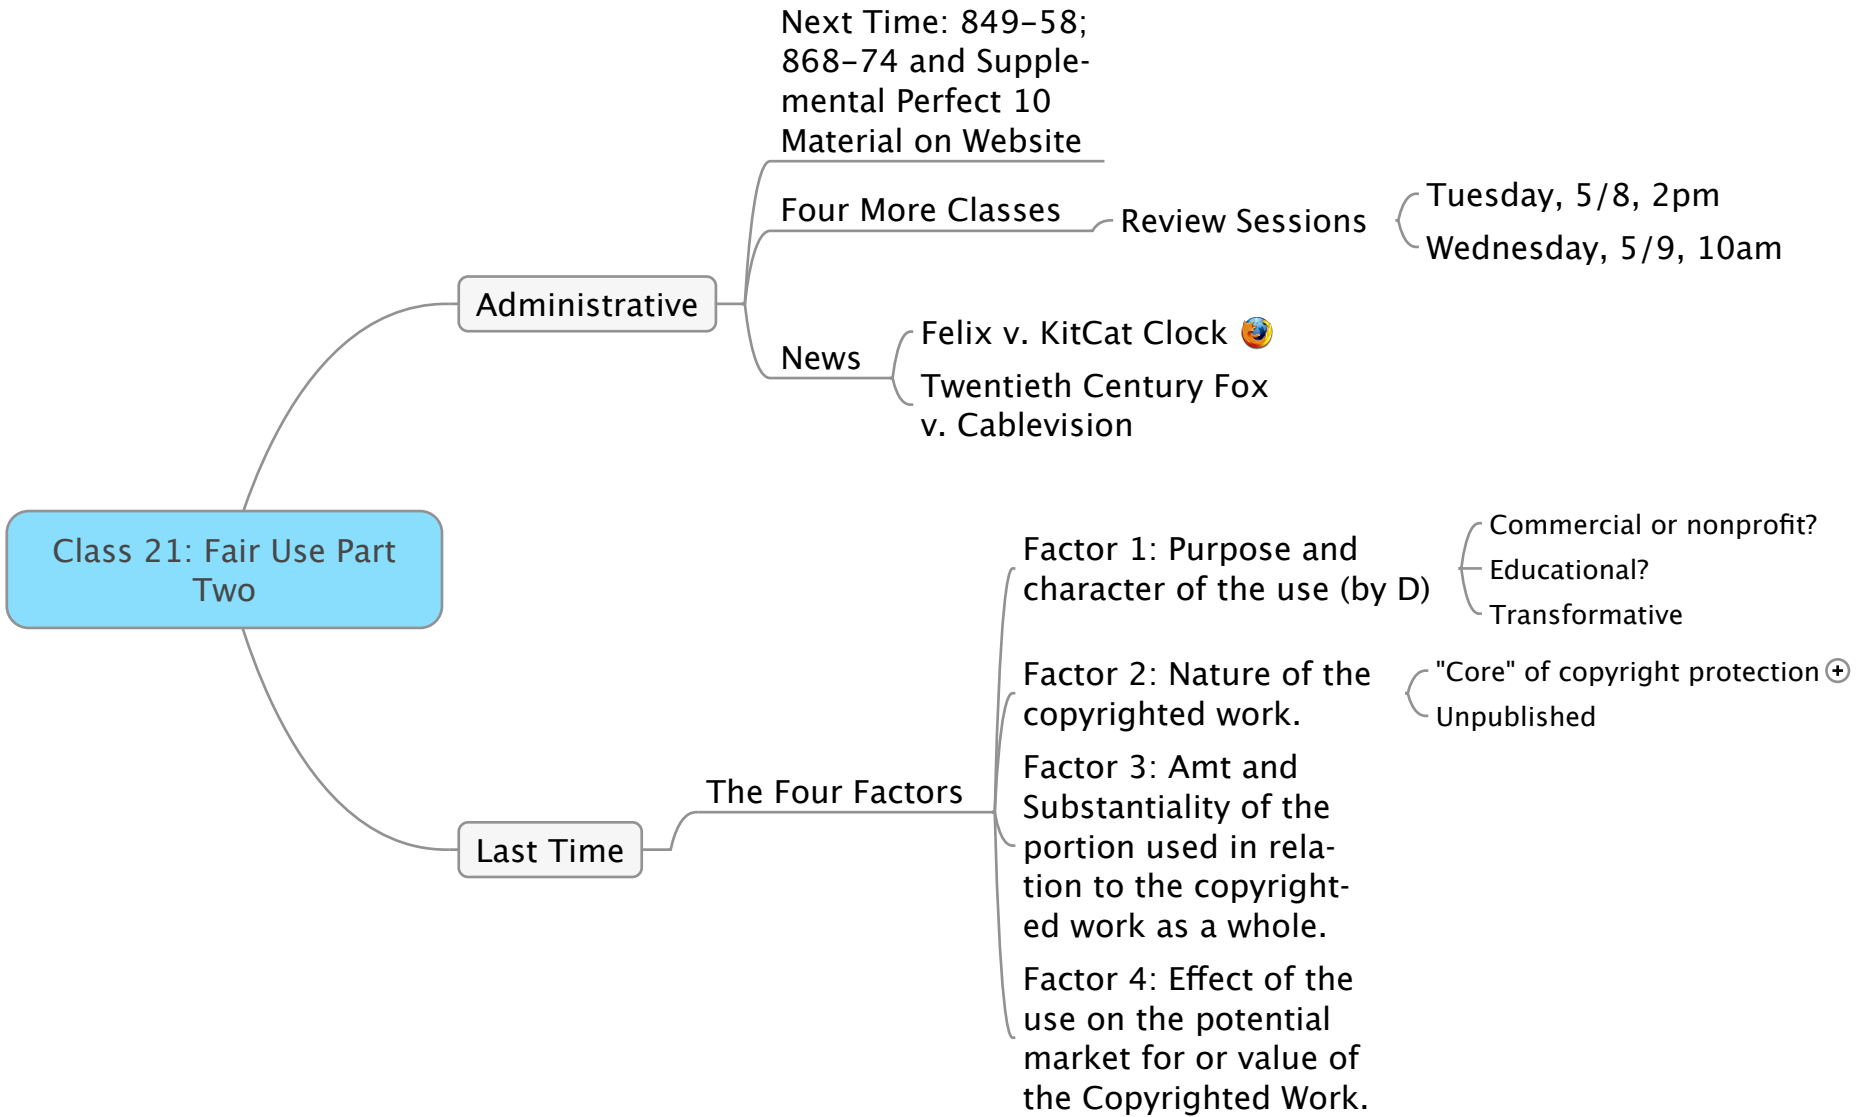 Next Time: 849-58;
868-74 and Supple-
mental Perfect 10
Material on Website
Four More Classes
Review Sessions
Tuesday, 5/8, 2pm
Wednesday, 5/9, 10am
Administrative
News
Felix v. KitCat Clock
Twentieth Century Fox
v. Cablevision
Class 21: Fair Use Part
Two
Last Time
The Four Factors
Factor 1: Purpose and
character of the use (by D)
Commercial or nonprofit?
Educational?
Transformative
Factor 2: Nature of the
copyrighted work.
"Core" of copyright protection
Unpublished
Factor 3: Amt and
Substantiality of the
portion used in rela-
tion to the copyright-
ed work as a whole.
Factor 4: Effect of the
use on the potential
market for or value of
the Copyrighted Work.